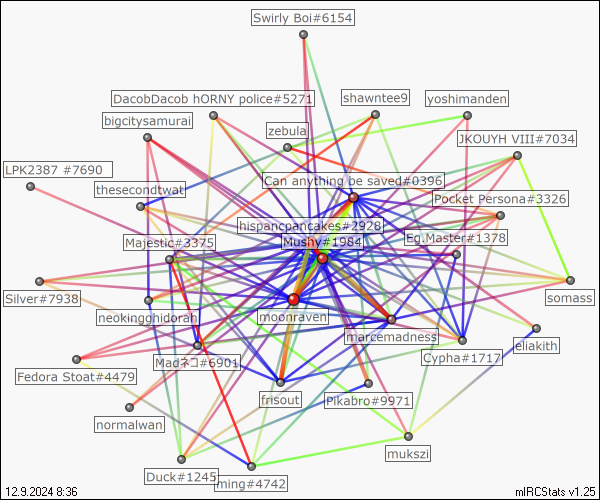 Swirly Boi#6154
DacobDacob hORNY police#5271
shawntee9
yoshimanden
bigcitysamurai
zebula
JKOUYH VIII#7034
LPK2387 #7690
thesecondtwat
Can anything be saved#0396
Pocket Persona#3326
hispancpancakes#2928
Majestic#3375
Mushy#1984
Eg.Master#1378
Silver#7938
neokingghidorah
moonraven
somass
marcemadness
Madネコ#6901
Cypha#1717
eliakith
Fedora Stoat#4479
frisout
Pikabro#9971
normalwan
mukszi
Duck#1245
ming#4742
12.9.2024 8:36
mIRCStats v1.25